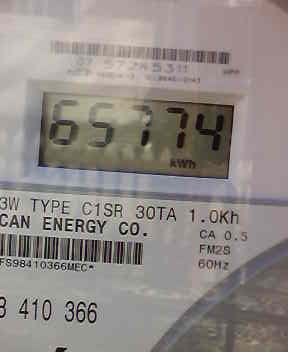 65774
kWh
3W TYPE C1SR 30TA 1.0Kh
CAN ENERGY CO.
CA 0.5
FM2S
60Hz
FS98410366MEC*
8 410 366